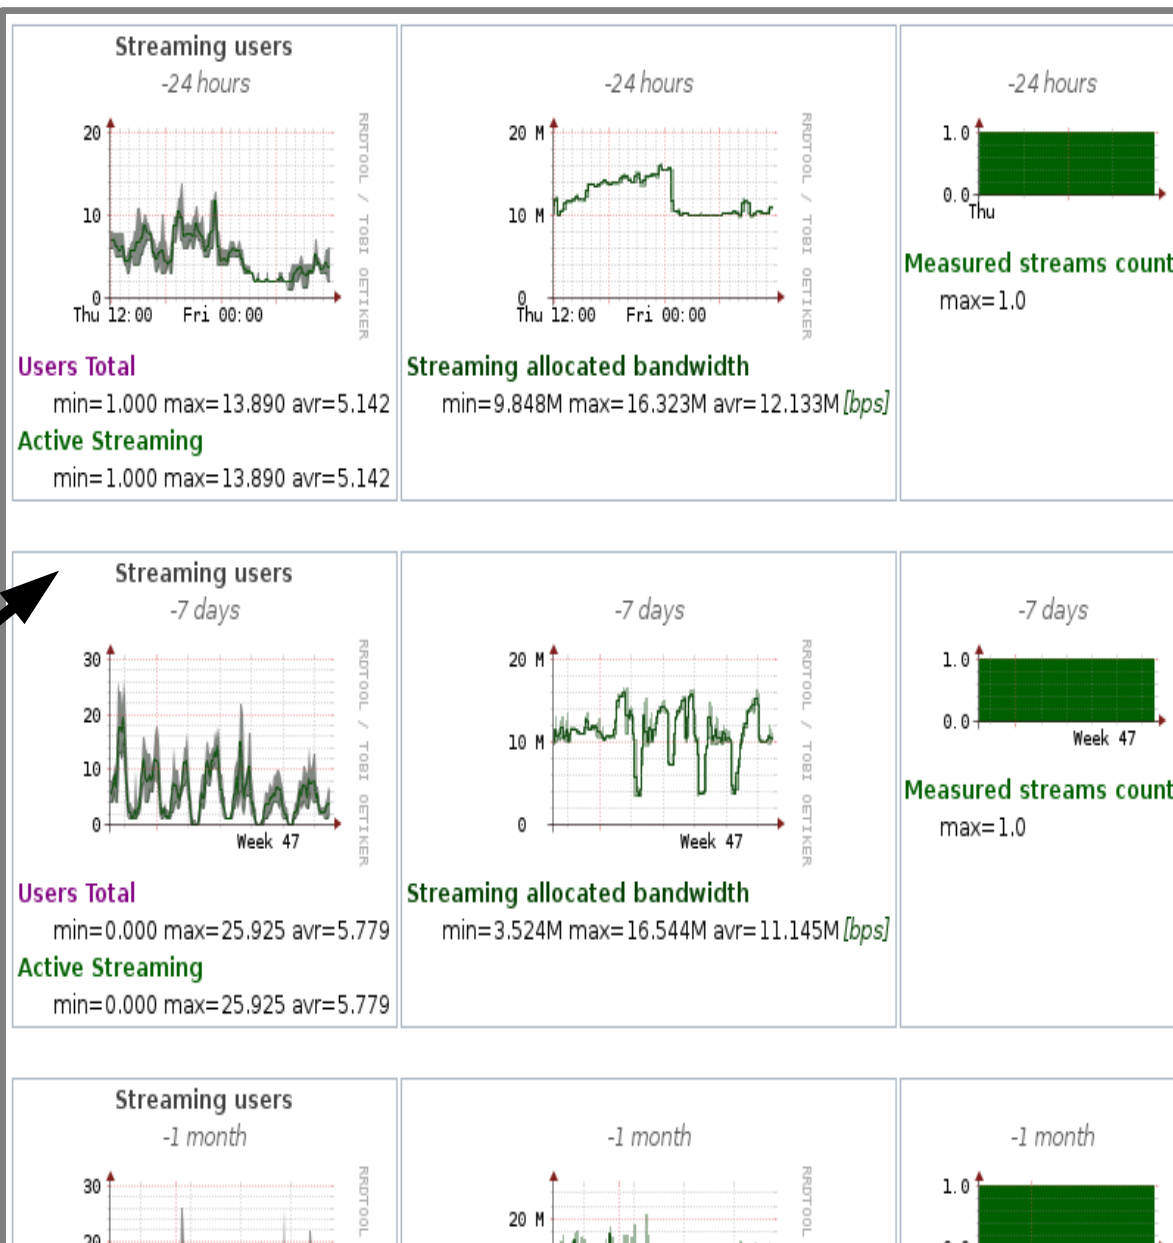 Streaming users
-24 hours
20
10
0
Thu 12:00 Fri 00:00
RRDTOOL / TOBI OETIKER
Users Total
min=1.000 max=13.890 avr=5.142
Active Streaming
min=1.000 max=13.890 avr=5.142
-24 hours
20 M
10 M
0
Thu 12:00 Fri 00:00
RRDTOOL / TOBI OETIKER
Streaming allocated bandwidth
min=9.848M max=16.323M avr=12.133M [bps]
-24 hours
1.0
0.0
Thu
Measured streams count
max=1.0
Streaming users
-7 days
30
20
10
0
Week 47
RRDTOOL / TOBI OETIKER
Users Total
min=0.000 max=25.925 avr=5.779
Active Streaming
min=0.000 max=25.925 avr=5.779
-7 days
20 M
10 M
0
Week 47
RRDTOOL / TOBI OETIKER
Streaming allocated bandwidth
min=3.524M max=16.544M avr=11.145M [bps]
-7 days
1.0
0.0
Week 47
Measured streams count
max=1.0
Streaming users
-1 month
30
20
RRDTOOL
-1 month
20 M
RRDTOOL
-1 month
1.0